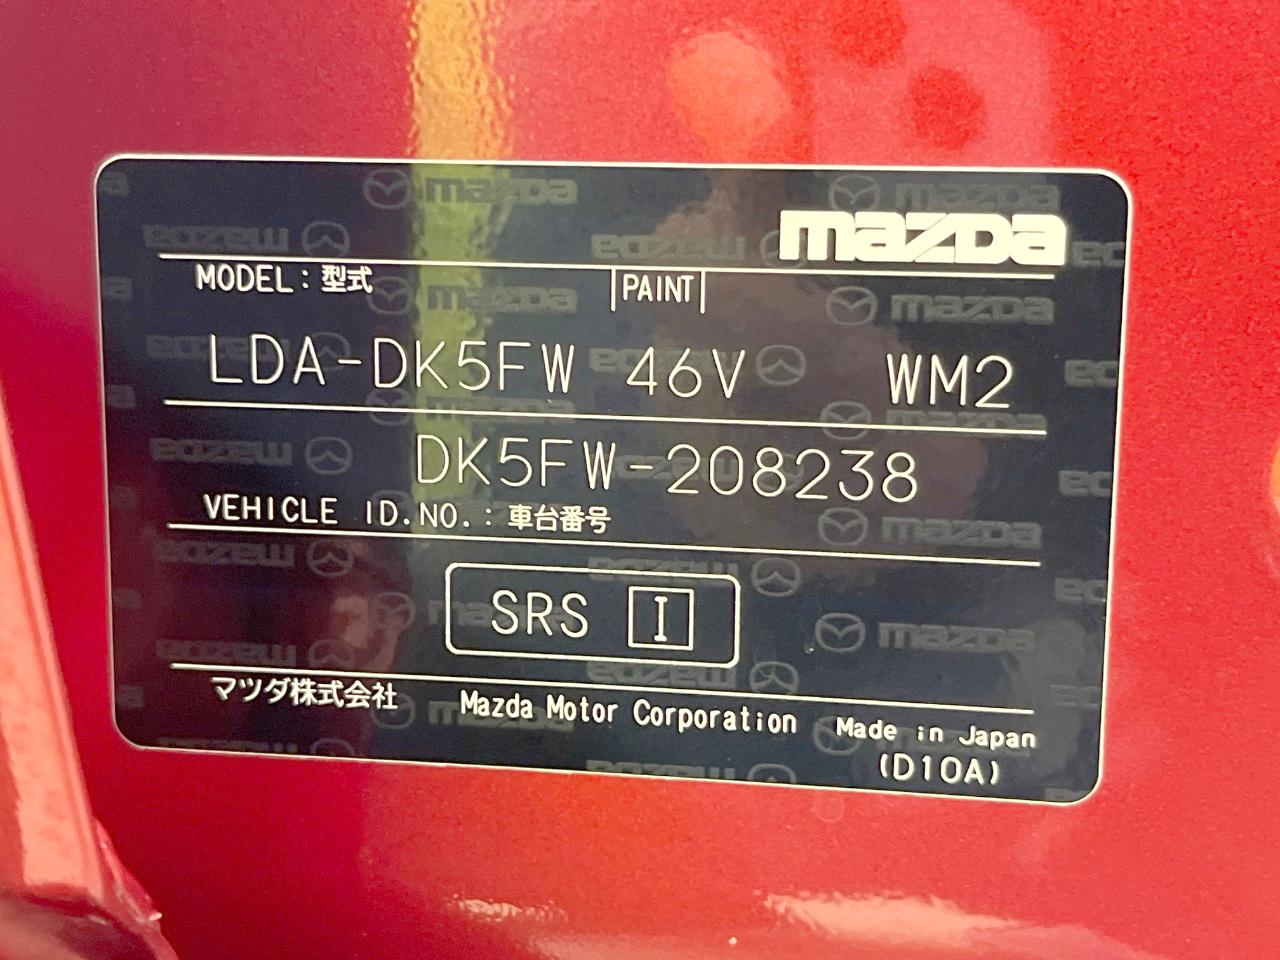 mazda
MODEL:型式 PAINT
LDA-DK5FW 46V WM2
DK5FW-208238
VEHICLE ID.NO.:車台番号
SRS I
マツダ株式会社 Mazda Motor Corporation Made in Japan
(D10A)